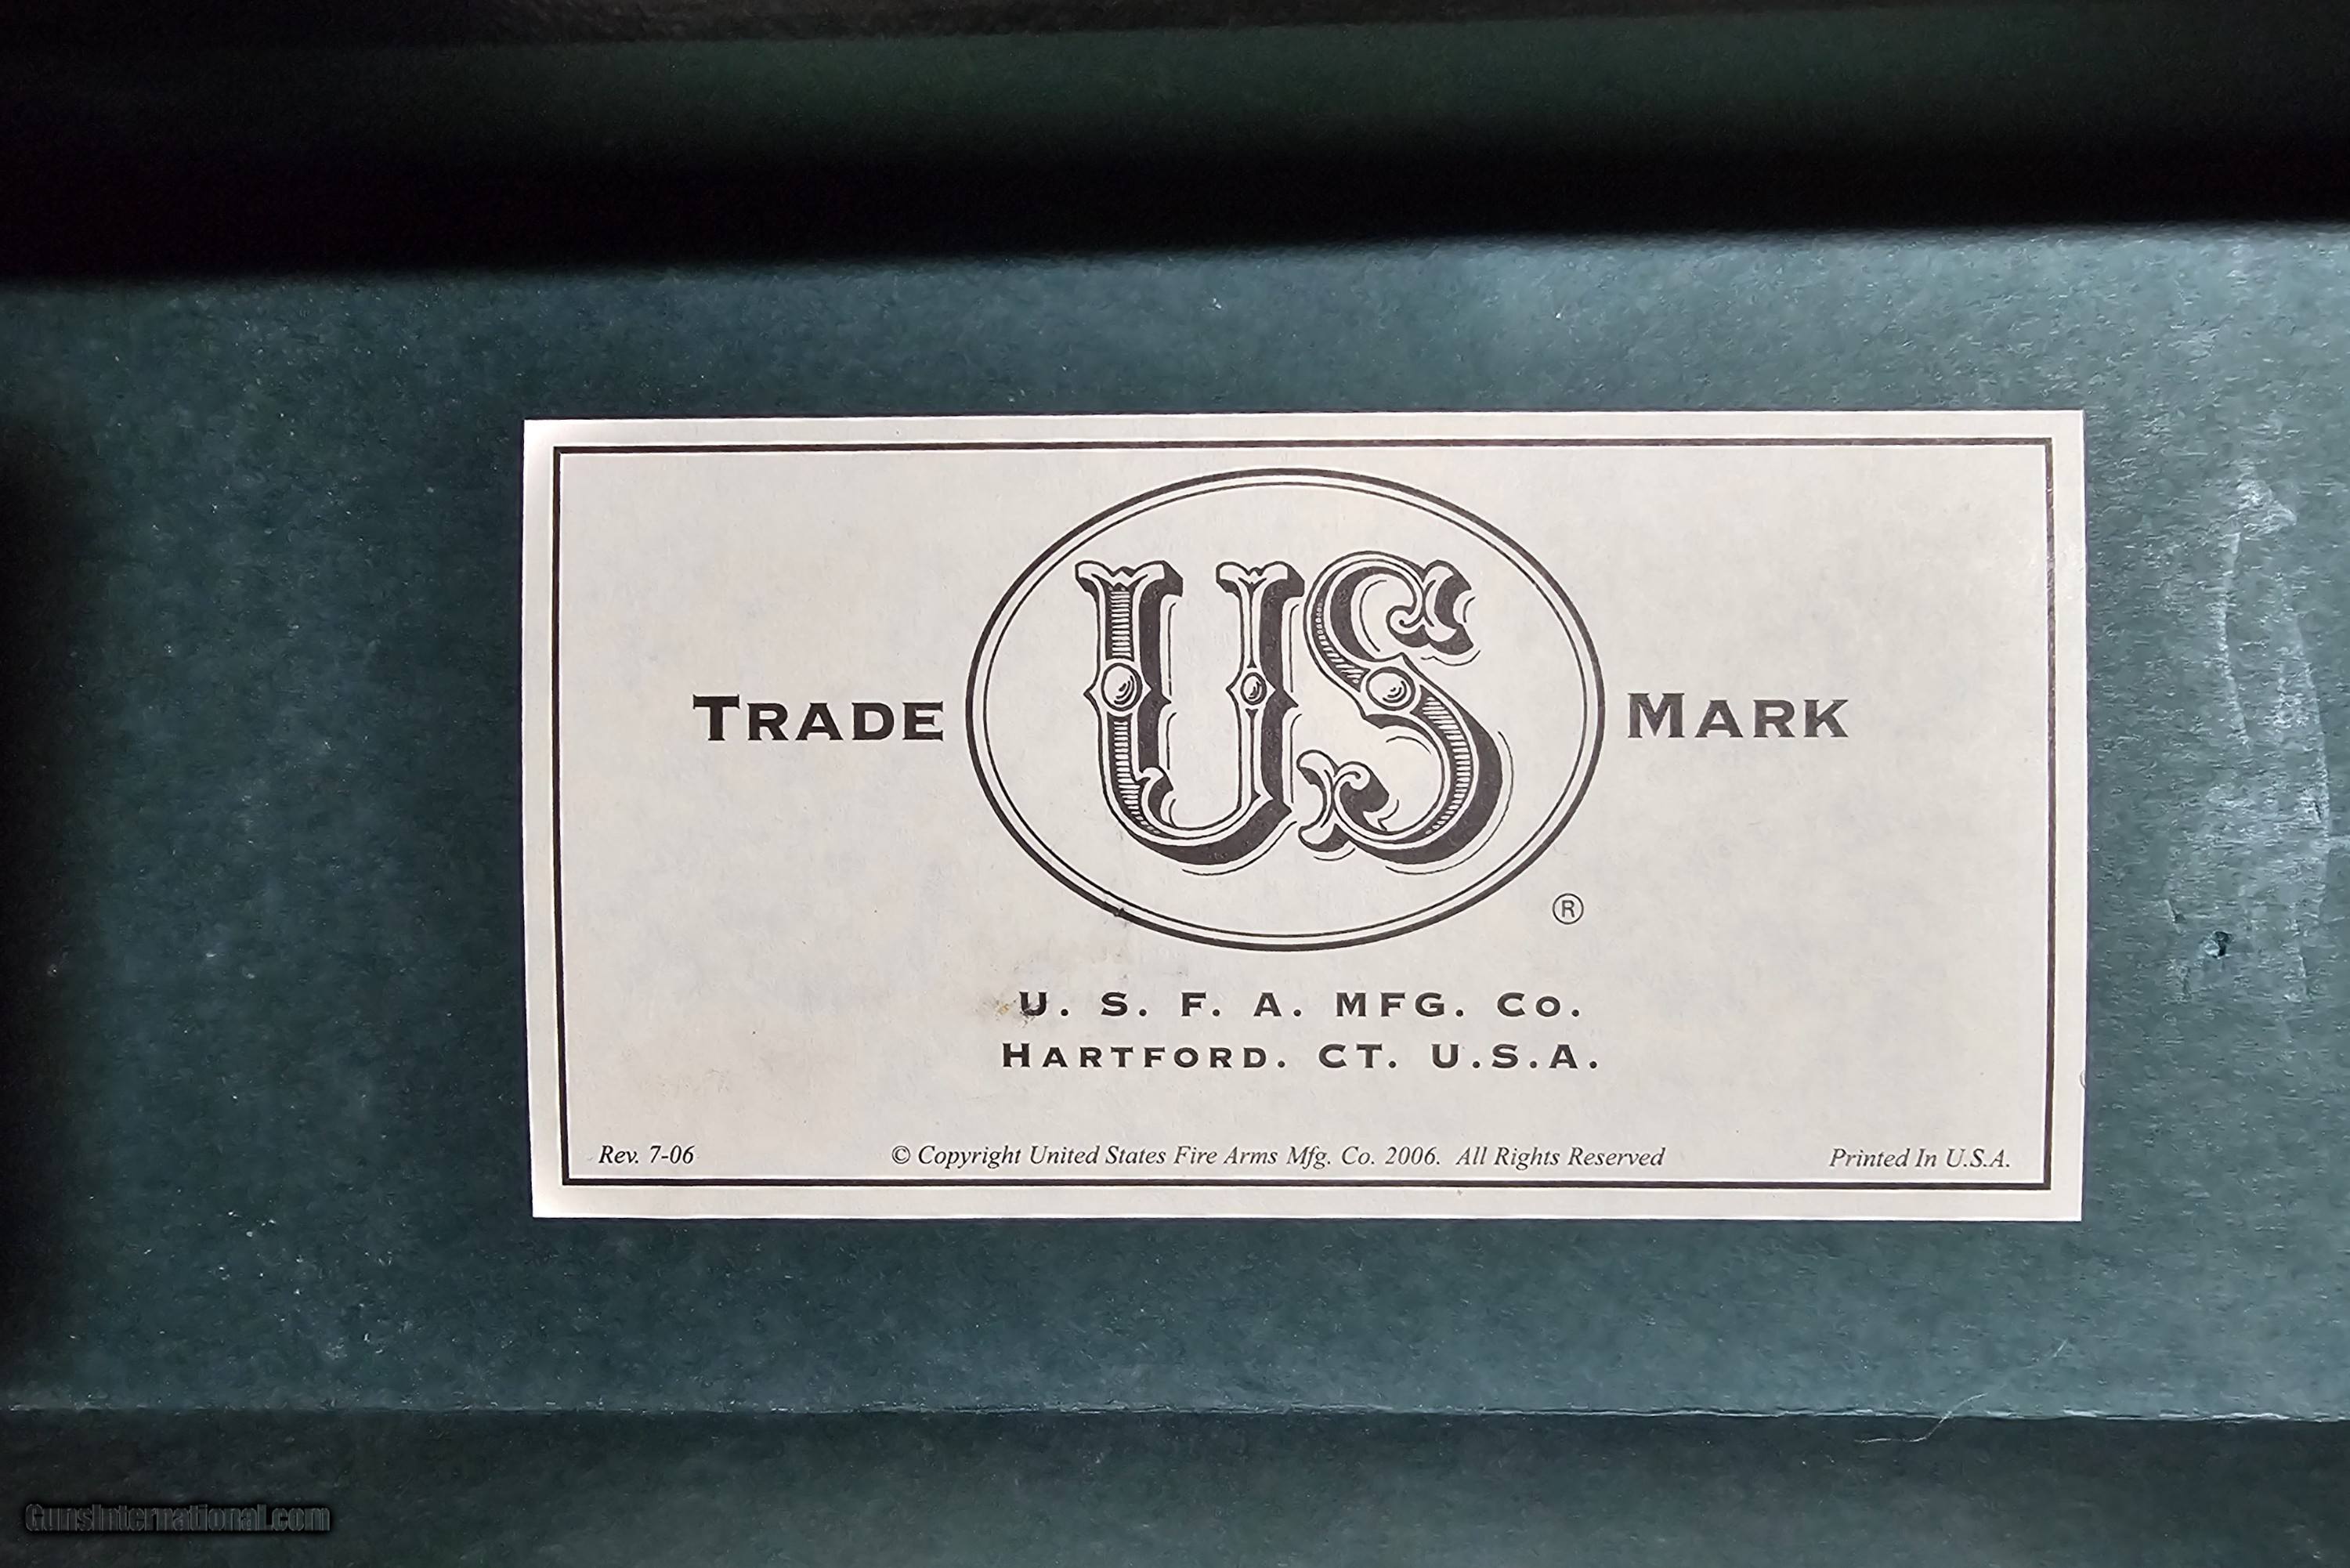 TRADE US MARK
®
U. S. F. A. MFG. Co.
HARTFORD. CT. U.S.A.
Rev. 7-06 © Copyright United States Fire Arms Mfg. Co. 2006. All Rights Reserved Printed In U.S.A.
GunsInternational.com